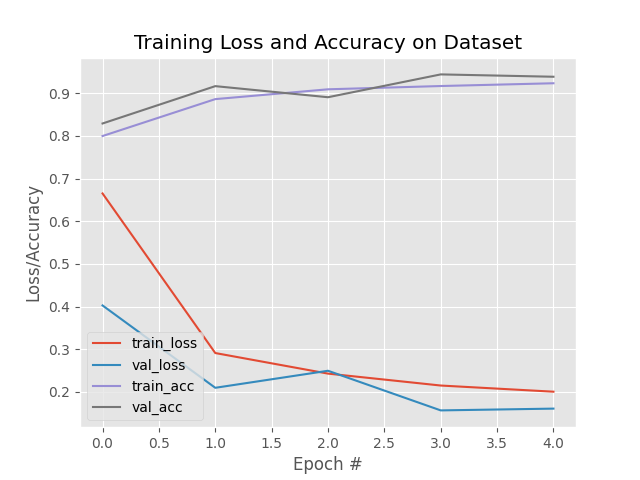 Training Loss and Accuracy on Dataset
Loss/Accuracy
0.9
0.8
0.7
0.6
0.5
0.4
0.3
0.2
train_loss
val_loss
train_acc
val_acc
0.0 0.5 1.0 1.5 2.0 2.5 3.0 3.5 4.0
Epoch #